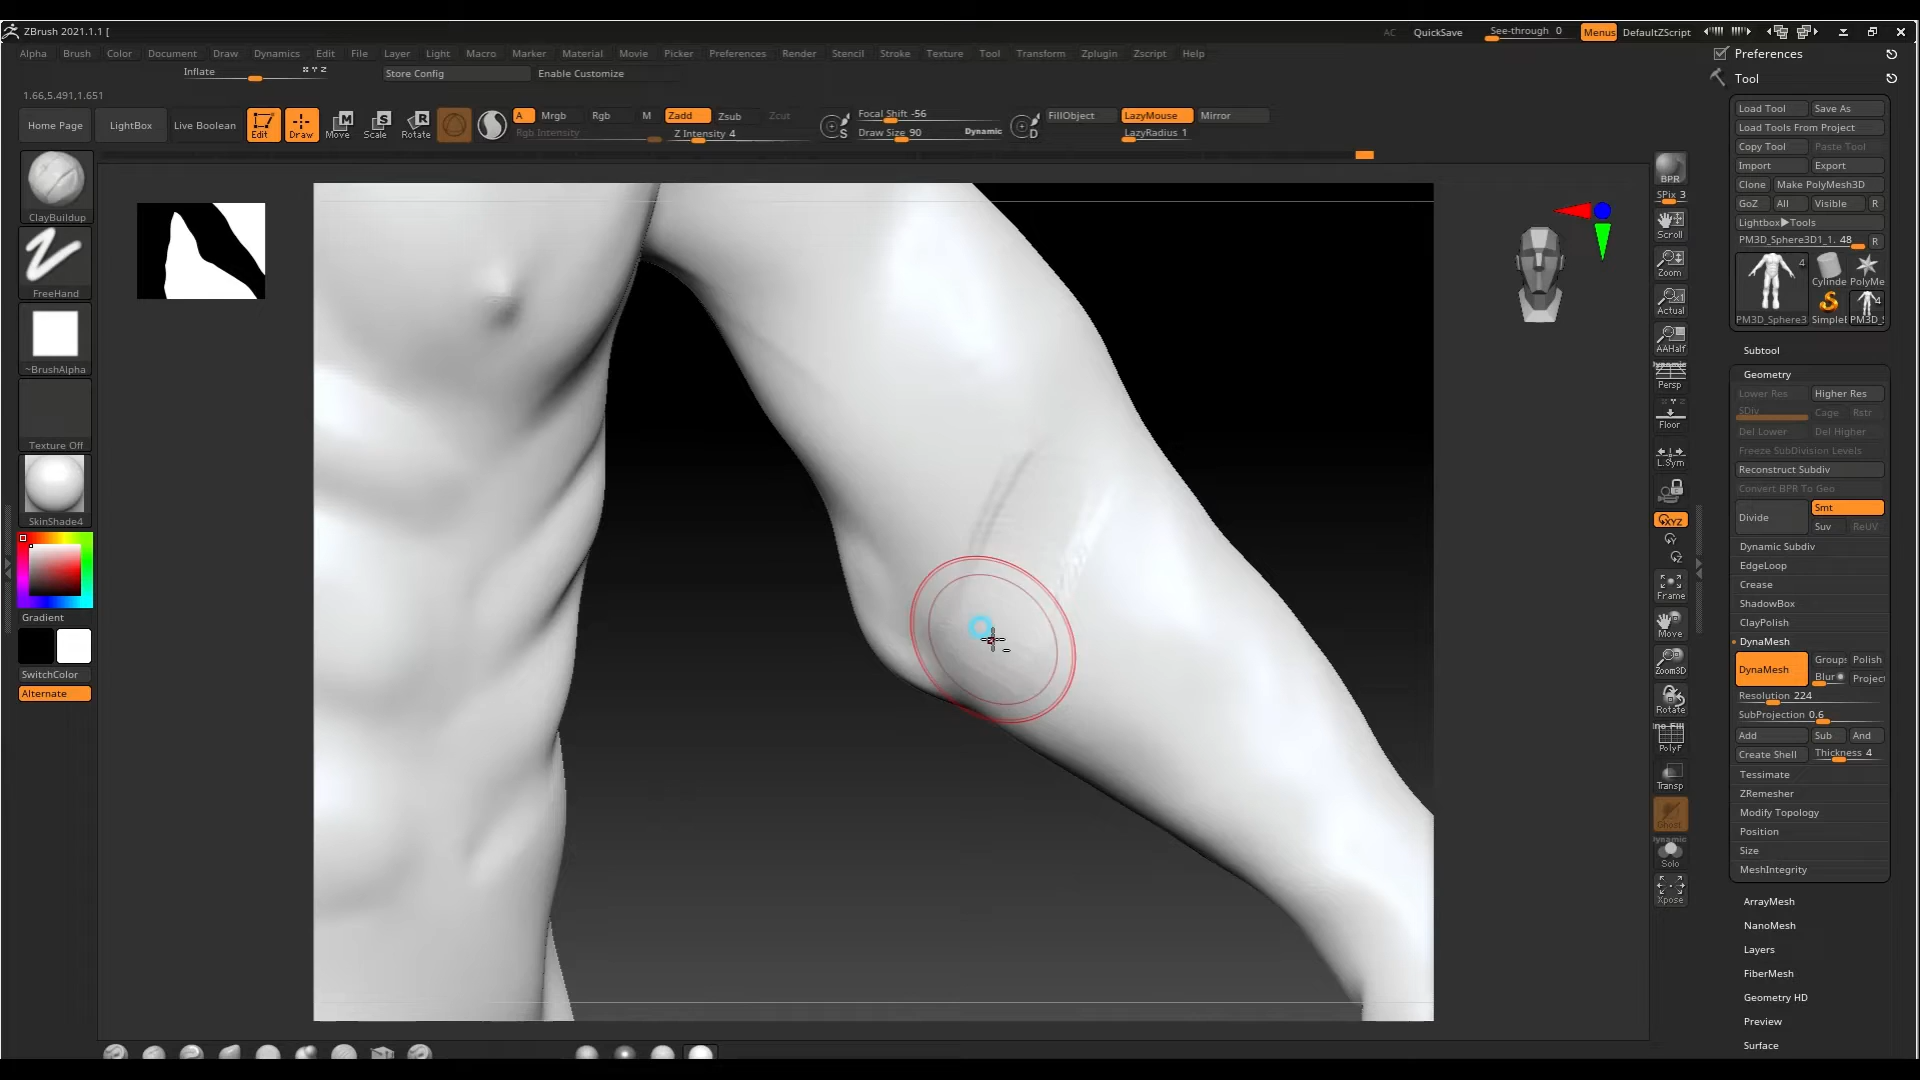 ZBrush 2021.1.1 [
AC QuickSave See-through 0 Menus DefaultZScript
Alpha Brush Color Document Draw Dynamics Edit File Layer Light Macro Marker Material Movie Picker Preferences Render Stencil Stroke Texture Tool Transform Zplugin Zscript Help
Inflate X Y Z Store Config Enable Customize
1.66,5.491,1.651
Home Page LightBox Live Boolean Edit Draw Move Scale Rotate
A Mrgb Rgb M Zadd Zsub Zcut
Rgb Intensity Z Intensity 4
Focal Shift -56
Draw Size 90 Dynamic
FillObject LazyMouse Mirror
LazyRadius 1
ClayBuildup
FreeHand
~BrushAlpha
Texture Off
SkinShade4
Gradient
SwitchColor
Alternate
BPR
SPix 3
Scroll
Zoom
Actual
AAHalf
Dynamic
Persp
Floor
L.Sym
XYZ
Frame
Move
Zoom3D
Rotate
PolyF
Transp
Ghost
Dynamic
Solo
Xpose
Preferences
Tool
Load Tool Save As
Load Tools From Project
Copy Tool Paste Tool
Import Export
Clone Make PolyMesh3D
GoZ All Visible R
Lightbox▶Tools
PM3D_Sphere3D1_1. 48 R
4
Cylinde PolyMe
4
PM3D_Sphere3 SimpleB PM3D_S
Subtool
Geometry
Lower Res Higher Res
SDiv Cage Rstr
Del Lower Del Higher
Freeze SubDivision Levels
Reconstruct Subdiv
Convert BPR To Geo
Divide Smt
Suv ReUV
Dynamic Subdiv
EdgeLoop
Crease
ShadowBox
ClayPolish
DynaMesh
DynaMesh Groups Polish
Blur Project
Resolution 224
SubProjection 0.6
Add Sub And
Create Shell Thickness 4
Tessimate
ZRemesher
Modify Topology
Position
Size
MeshIntegrity
ArrayMesh
NanoMesh
Layers
FiberMesh
Geometry HD
Preview
Surface